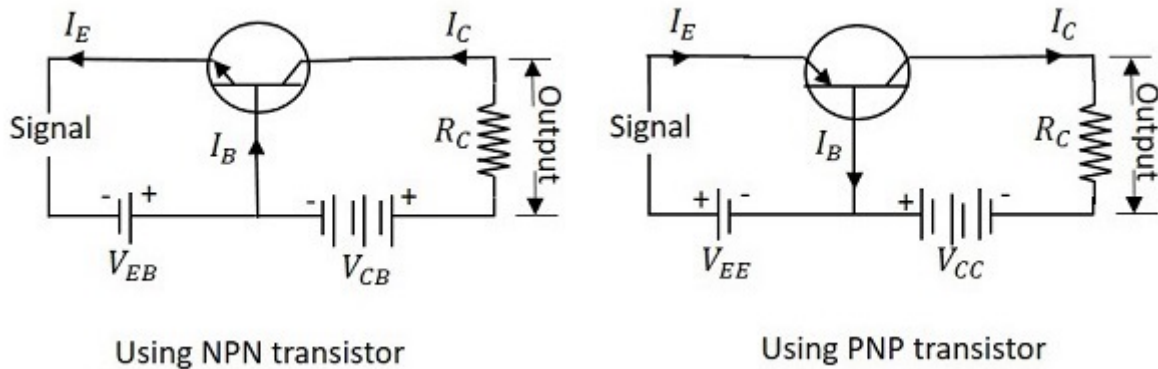 I_E I_C I_E I_C
Signal I_B R_C Output Signal I_B R_C Output
- + - + + - + -
V_EB V_CB V_EE V_CC
Using NPN transistor Using PNP transistor